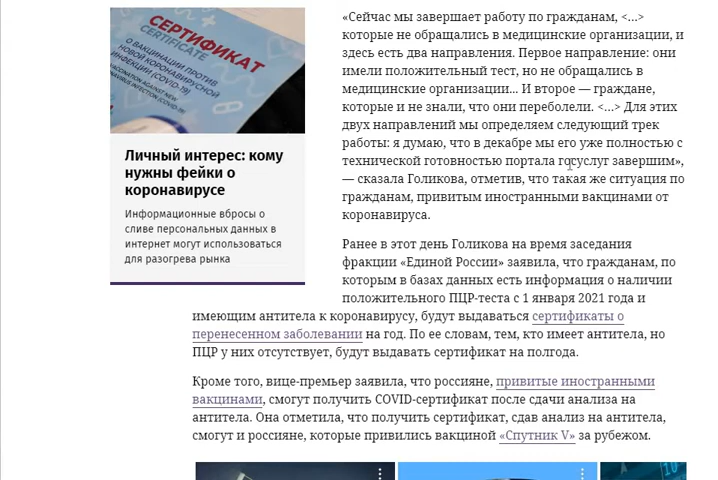 СЕРТИФИКАТ
CERTIFICATE
О ВАКЦИНАЦИИ ПРОТИВ
НОВОЙ КОРОНАВИРУСНОЙ
ИНФЕКЦИИ (COVID-19)
VACCINATION AGAINST NEW
Личный интерес: кому
нужны фейки о
коронавирусе
Информационные вбросы о
сливе персональных данных в
интернет могут использоваться
для разогрева рынка
«Сейчас мы завершает работу по гражданам, <...>
которые не обращались в медицинские организации, и
здесь есть два направления. Первое направление: они
имели положительный тест, но не обращались в
медицинские организации... И второе — граждане,
которые и не знали, что они переболели. <...> Для этих
двух направлений мы определяем следующий трек
работы: я думаю, что в декабре мы его уже полностью с
технической готовностью портала госуслуг завершим»,
— сказала Голикова, отметив, что такая же ситуация по
гражданам, привитым иностранными вакцинами от
коронавируса.
Ранее в этот день Голикова на время заседания
фракции «Единой России» заявила, что гражданам, по
которым в базах данных есть информация о наличии
положительного ПЦР-теста с 1 января 2021 года и
имеющим антитела к коронавирусу, будут выдаваться сертификаты о
перенесенном заболевании на год. По ее словам, тем, кто имеет антитела, но
ПЦР у них отсутствует, будут выдавать сертификат на полгода.
Кроме того, вице-премьер заявила, что россияне, привитые иностранными
вакцинами, смогут получить COVID-сертификат после сдачи анализа на
антитела. Она отметила, что получить сертификат, сдав анализ на антитела,
смогут и россияне, которые привились вакциной «Спутник V» за рубежом.